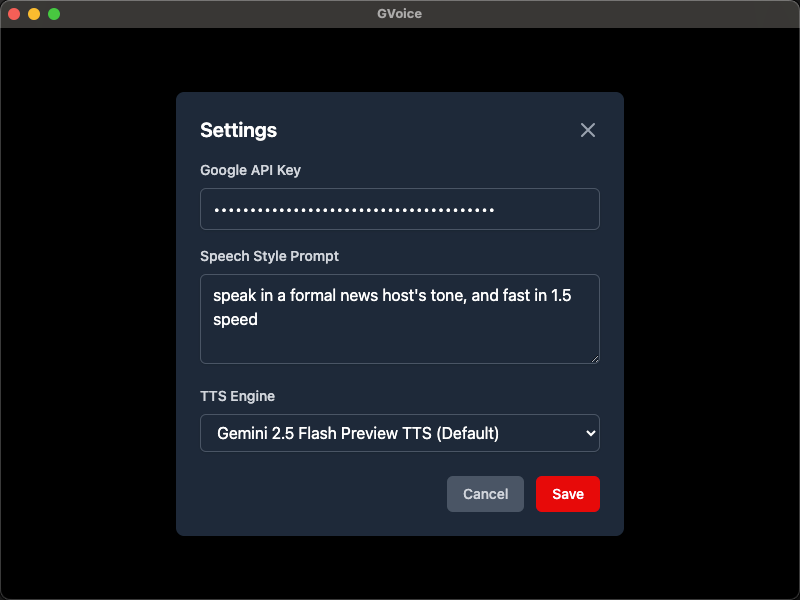 GVoice
Settings
Google API Key
•••••••••••••••••••••••••••••••••••••••
Speech Style Prompt
speak in a formal news host's tone, and fast in 1.5
speed
TTS Engine
Gemini 2.5 Flash Preview TTS (Default)
Cancel Save